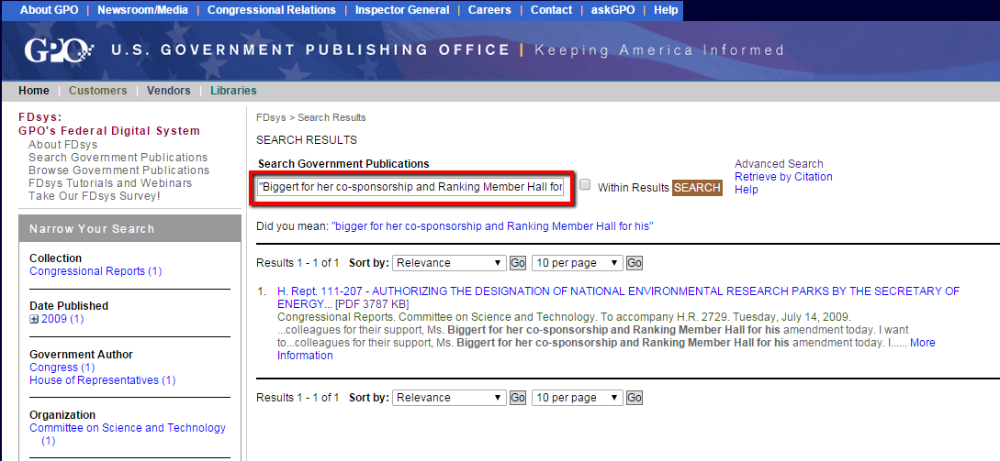 About GPO | Newsroom/Media | Congressional Relations | Inspector General | Careers | Contact | askGPO | Help
GPO U.S. GOVERNMENT PUBLISHING OFFICE | Keeping America Informed
Home | Customers | Vendors | Libraries
FDsys:
GPO's Federal Digital System
About FDsys
Search Government Publications
Browse Government Publications
FDsys Tutorials and Webinars
Take Our FDsys Survey!
Narrow Your Search
Collection
Congressional Reports (1)
Date Published
2009 (1)
Government Author
Congress (1)
House of Representatives (1)
Organization
Committee on Science and Technology
(1)
FDsys > Search Results
SEARCH RESULTS
Search Government Publications
"Biggert for her co-sponsorship and Ranking Member Hall for
Within Results SEARCH
Advanced Search
Retrieve by Citation
Help
Did you mean: "bigger for her co-sponsorship and Ranking Member Hall for his"
Results 1 - 1 of 1 Sort by: Relevance Go 10 per page Go
1. H. Rept. 111-207 - AUTHORIZING THE DESIGNATION OF NATIONAL ENVIRONMENTAL RESEARCH PARKS BY THE SECRETARY OF
ENERGY... [PDF 3787 KB]
Congressional Reports. Committee on Science and Technology. To accompany H.R. 2729. Tuesday, July 14, 2009.
...colleagues for their support, Ms. Biggert for her co-sponsorship and Ranking Member Hall for his amendment today. I want
to...colleagues for their support, Ms. Biggert for her co-sponsorship and Ranking Member Hall for his amendment today. I...... More
Information
Results 1 - 1 of 1 Sort by: Relevance Go 10 per page Go